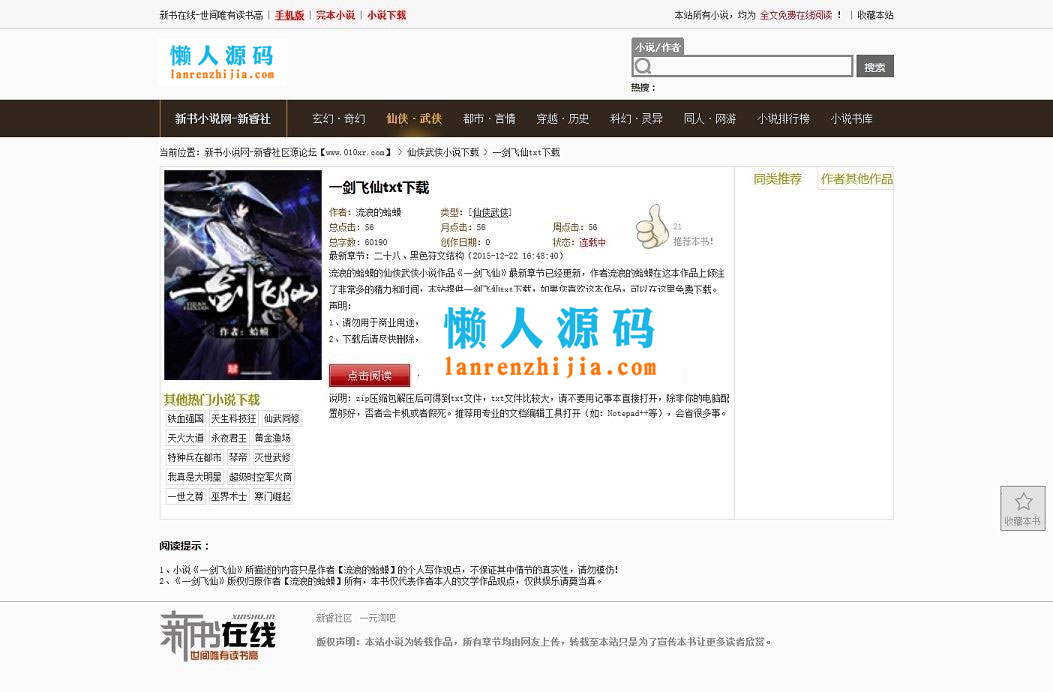 新书在线-世间唯有读书高 | 手机版 | 完本小说 | 小说下载
本站所有小说，均为 全文免费在线阅读 ！ | 收藏本站
懒人源码
lanrenzhijia.com
小说/作者
搜索
热搜：
新书小说网-新睿社 玄幻·奇幻 仙侠·武侠 都市·言情 穿越·历史 科幻·灵异 同人·网游 小说排行榜 小说书库
当前位置：新书小说网-新睿社区源论坛【www.010xr.com】 > 仙侠武侠小说下载 > 一剑飞仙txt下载
一剑飞仙
作者：蛤蟆
一剑飞仙txt下载
作者：流浪的蛤蟆 类型：[仙侠武侠]
总点击：56 月点击：56 周点击：56
总字数：60190 创作日期：0 状态：连载中
最新章节：二十八、黑色符文结构（2015-12-22 16:48:40）
21
推荐本书！
流浪的蛤蟆的仙侠武侠小说作品《一剑飞仙》最新章节已经更新，作者流浪的蛤蟆在这本作品上倾注
了非常多的精力和时间，本站提供一剑飞仙txt下载，如果您喜欢这本作品，可以在这里免费下载。
声明：
1、请勿用于商业用途，
2、下载后请尽快删除，
懒人源码
lanrenzhijia.com
点击阅读
说明：zip压缩包解压后可得到txt文件，txt文件比较大，请不要用记事本直接打开，除非你的电脑配
置够好，否者会卡机或者假死。推荐用专业的文档编辑工具打开（如：Notepad++等），会省很多事。
同类推荐 作者其他作品
其他热门小说下载
铁血强国 天生科技狂 仙武同修
天火大道 永夜君王 黄金渔场
特种兵在都市 琴帝 灭世武修
我真是大明星 超级时空军火商
一世之尊 巫界术士 寒门崛起
收藏本书
阅读提示：
1、小说《一剑飞仙》所描述的内容只是作者【流浪的蛤蟆】的个人写作观点，不保证其中情节的真实性，请勿模仿！
2、《一剑飞仙》版权归原作者【流浪的蛤蟆】所有，本书仅代表作者本人的文学作品观点，仅供娱乐请莫当真。
XINSHU.IN
新书在线
世间唯有读书高
新睿社区 一元淘吧
版权声明：本站小说为转载作品，所有章节均由网友上传，转载至本站只是为了宣传本书让更多读者欣赏。